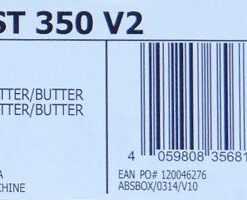 ST 350 V2
TTER/BUTTER
TTER/BUTTER
4 059808 35681
A
CHINE
EAN PO# 120046276
ABSBOX/0314/V10